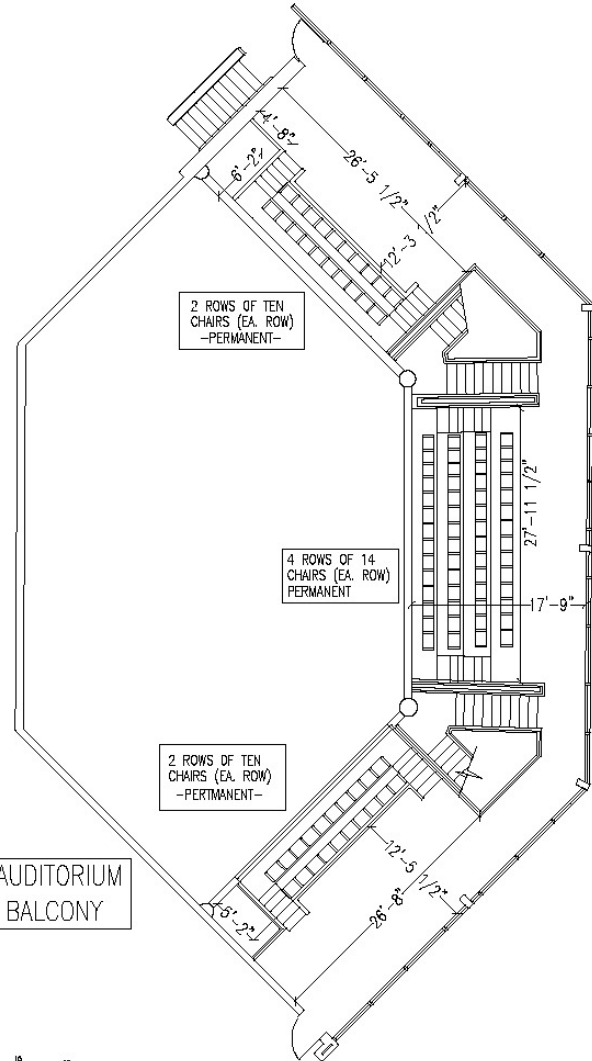 4'-8"
6'-2"
26'-5 1/2"
12'-3 1/2"
2 ROWS OF TEN
CHAIRS (EA. ROW)
-PERMANENT-
27'-11 1/2"
4 ROWS OF 14
CHAIRS (EA. ROW)
PERMANENT
17'-9"
2 ROWS OF TEN
CHAIRS (EA. ROW)
-PERTMANENT-
12'-6 1/2"
26'-8"
6'-2"
AUDITORIUM
BALCONY